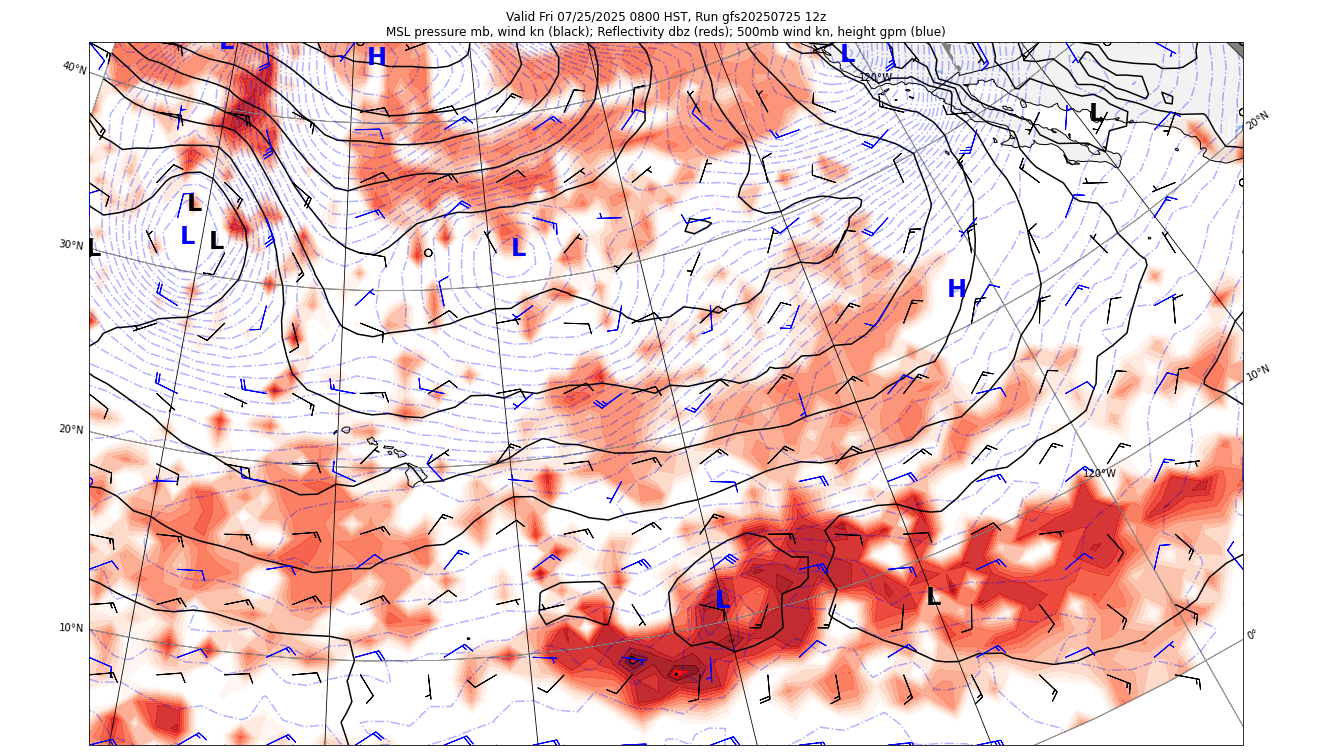 Valid Fri 07/25/2025 0800 HST, Run gfs20250725 12z
MSL pressure mb, wind kn (black); Reflectivity dbz (reds); 500mb wind kn, height gpm (blue)
L
H
L
40°N
120°W
L
20°N
L
30°N
L
L
L
L
H
10°N
20°N
120°W
L
L
10°N
0°